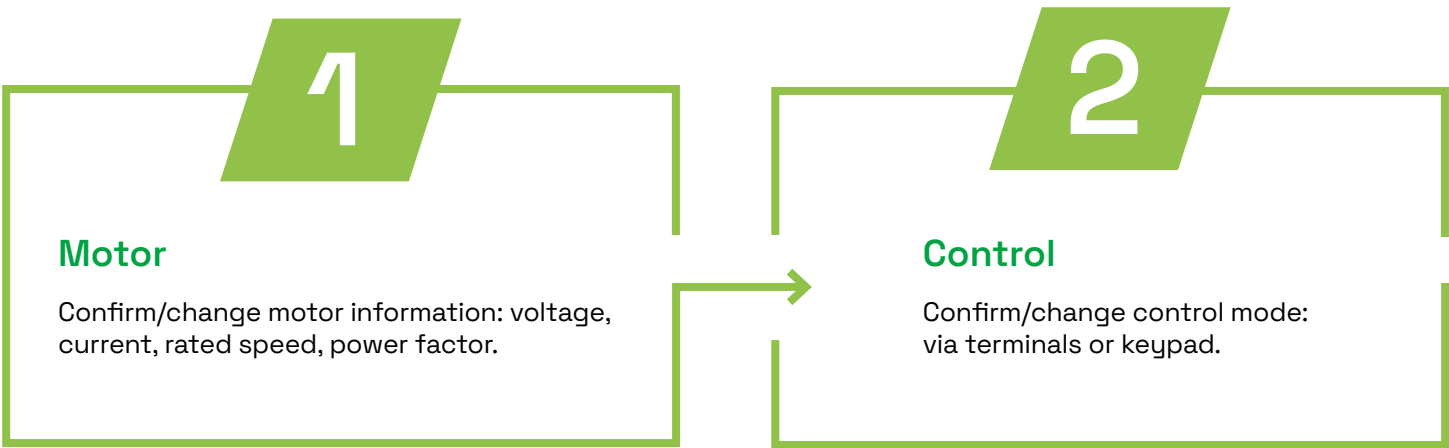 1
Motor
Confirm/change motor information: voltage,
current, rated speed, power factor.
2
Control
Confirm/change control mode:
via terminals or keypad.